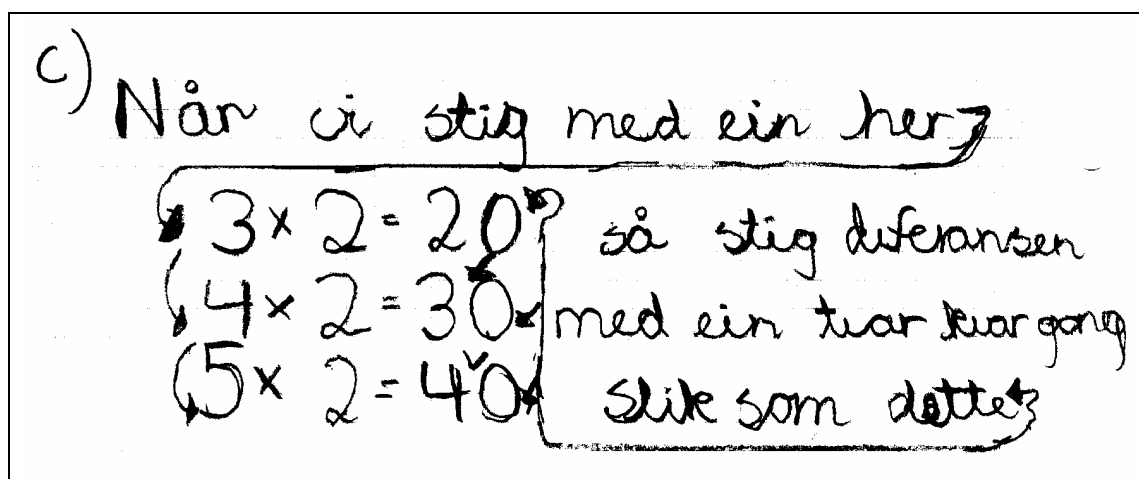 c)
Når vi stig med ein her
3 × 2 = 20 så stig diferansen
4 × 2 = 30 med ein tvar kvar gong
5 × 2 = 40 slik som dette